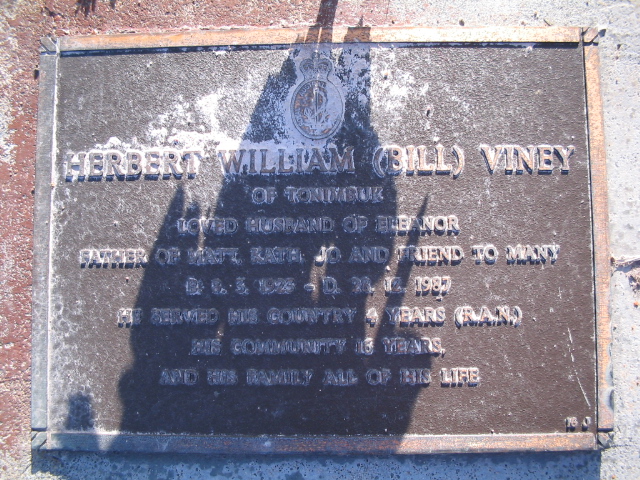 HERBERT WILLIAM (BILL) VINEY
OF TONIMBUK
LOVED HUSBAND OF ELEANOR
FATHER OF MATT, KATH, JO AND FRIEND TO MANY
B. 8. 5. 1925 - D. 21. 12. 1987
HE SERVED HIS COUNTRY 4 YEARS (R.A.N.)
HIS COMMUNITY 18 YEARS,
AND HIS FAMILY ALL OF HIS LIFE